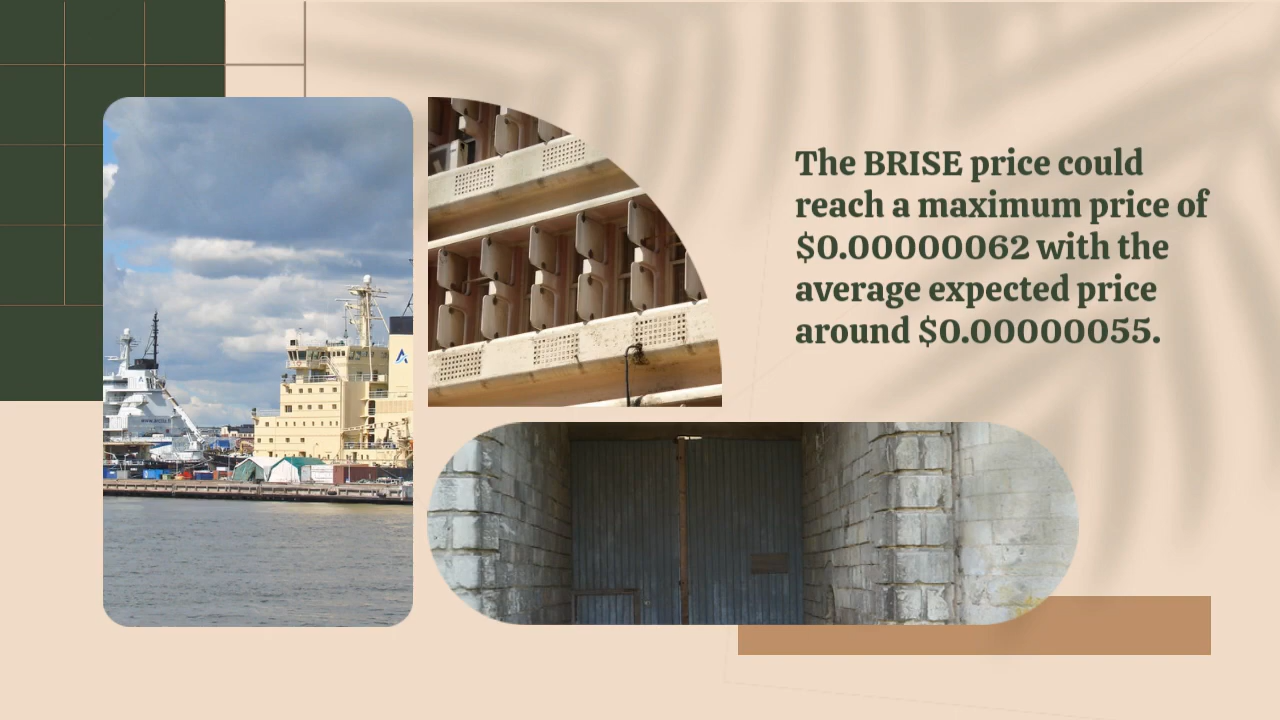 The BRISE price could
reach a maximum price of
$0.00000062 with the
average expected price
around $0.00000055.